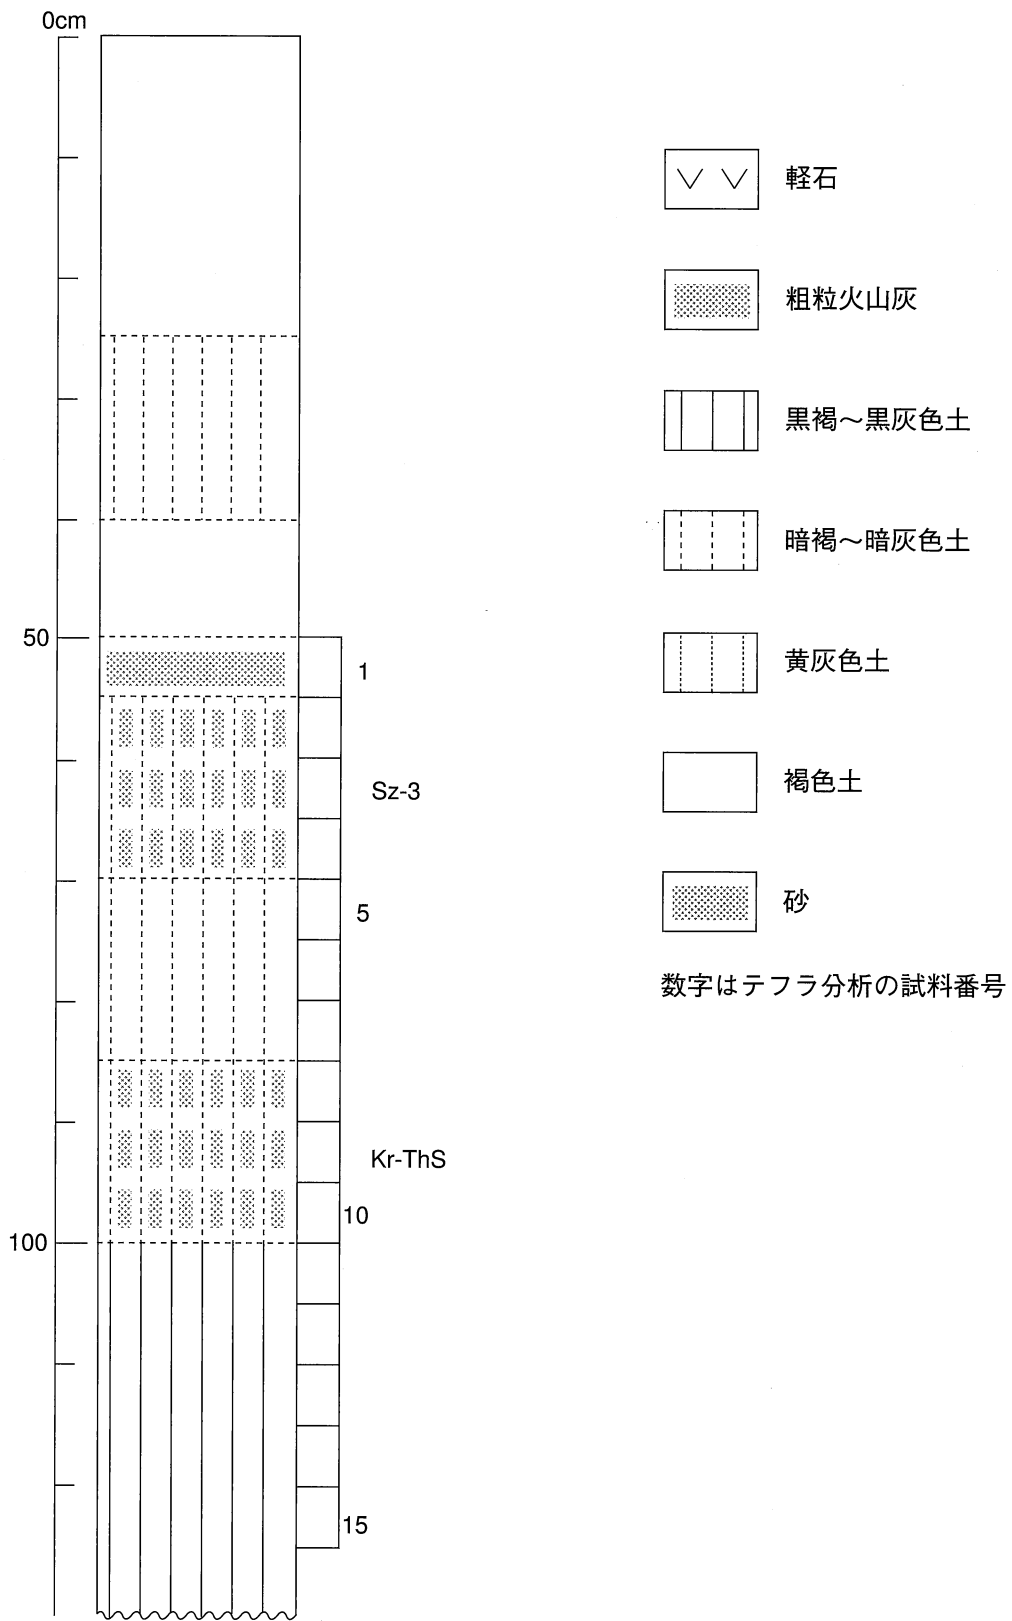 0cm
50
100
1
Sz-3
5
Kr-ThS
10
15
軽石
粗粒火山灰
黒褐～黒灰色土
暗褐～暗灰色土
黄灰色土
褐色土
砂
数字はテフラ分析の試料番号